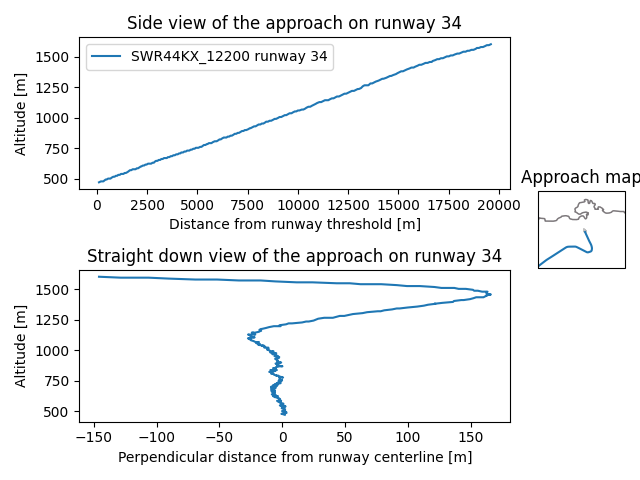 Side view of the approach on runway 34
SWR44KX_12200 runway 34
Altitude [m]
1500
1250
1000
750
500
0 2500 5000 7500 10000 12500 15000 17500 20000
Distance from runway threshold [m]
Approach map
Straight down view of the approach on runway 34
Altitude [m]
1500
1250
1000
750
500
−150 −100 −50 0 50 100 150
Perpendicular distance from runway centerline [m]